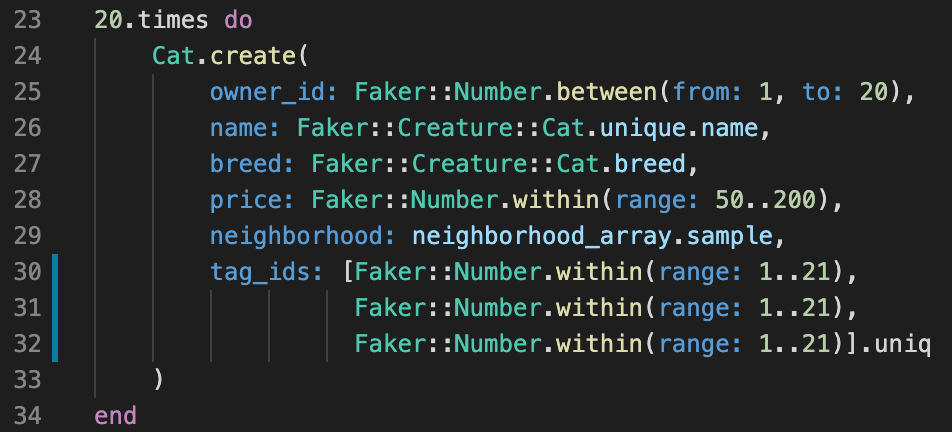 23 20.times do
24 Cat.create(
25 owner_id: Faker::Number.between(from: 1, to: 20),
26 name: Faker::Creature::Cat.unique.name,
27 breed: Faker::Creature::Cat.breed,
28 price: Faker::Number.within(range: 50..200),
29 neighborhood: neighborhood_array.sample,
30 tag_ids: [Faker::Number.within(range: 1..21),
31 Faker::Number.within(range: 1..21),
32 Faker::Number.within(range: 1..21)].uniq
33 )
34 end